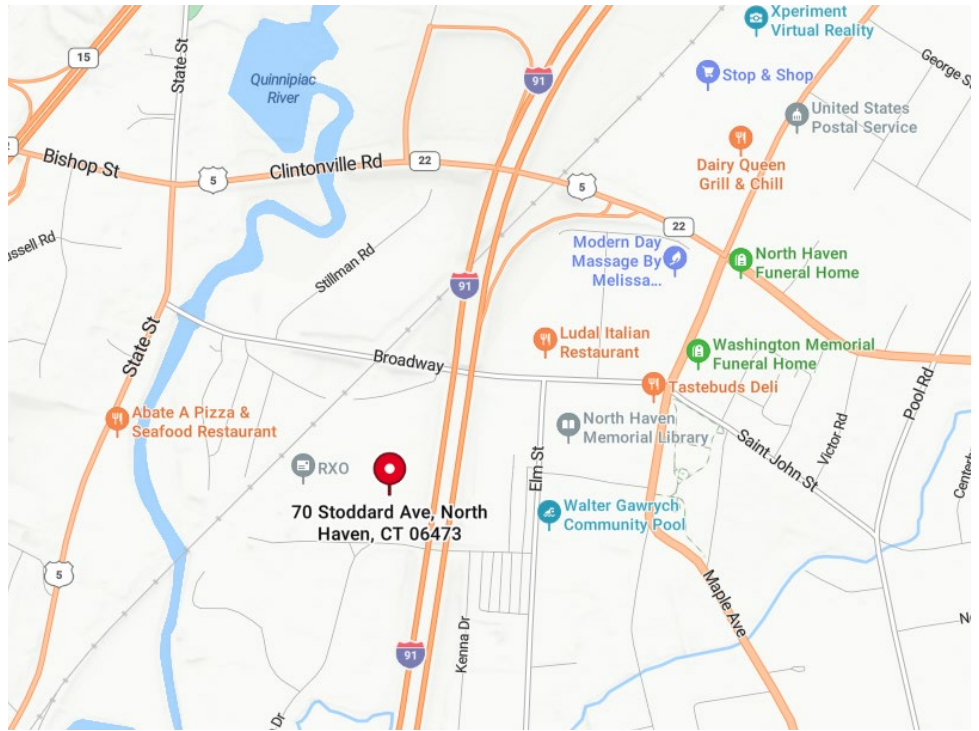 Xperiment
Virtual Reality
15
State St
Quinnipiac
River
91
Stop & Shop
George St
United States
Postal Service
Bishop St
Clintonville Rd
22
5
5
Dairy Queen
Grill & Chill
22
Stillman Rd
Modern Day
Massage By
Melissa...
North Haven
Funeral Home
91
State St
Broadway
Ludal Italian
Restaurant
Washington Memorial
Funeral Home
Tastebuds Deli
Pool Rd
Abate A Pizza &
Seafood Restaurant
North Haven
Memorial Library
Saint John St
Victor Rd
RXO
Elm St
70 Stoddard Ave, North
Haven, CT 06473
Walter Gawrych
Community Pool
5
Maple Ave
Kenna Dr
91
Dr